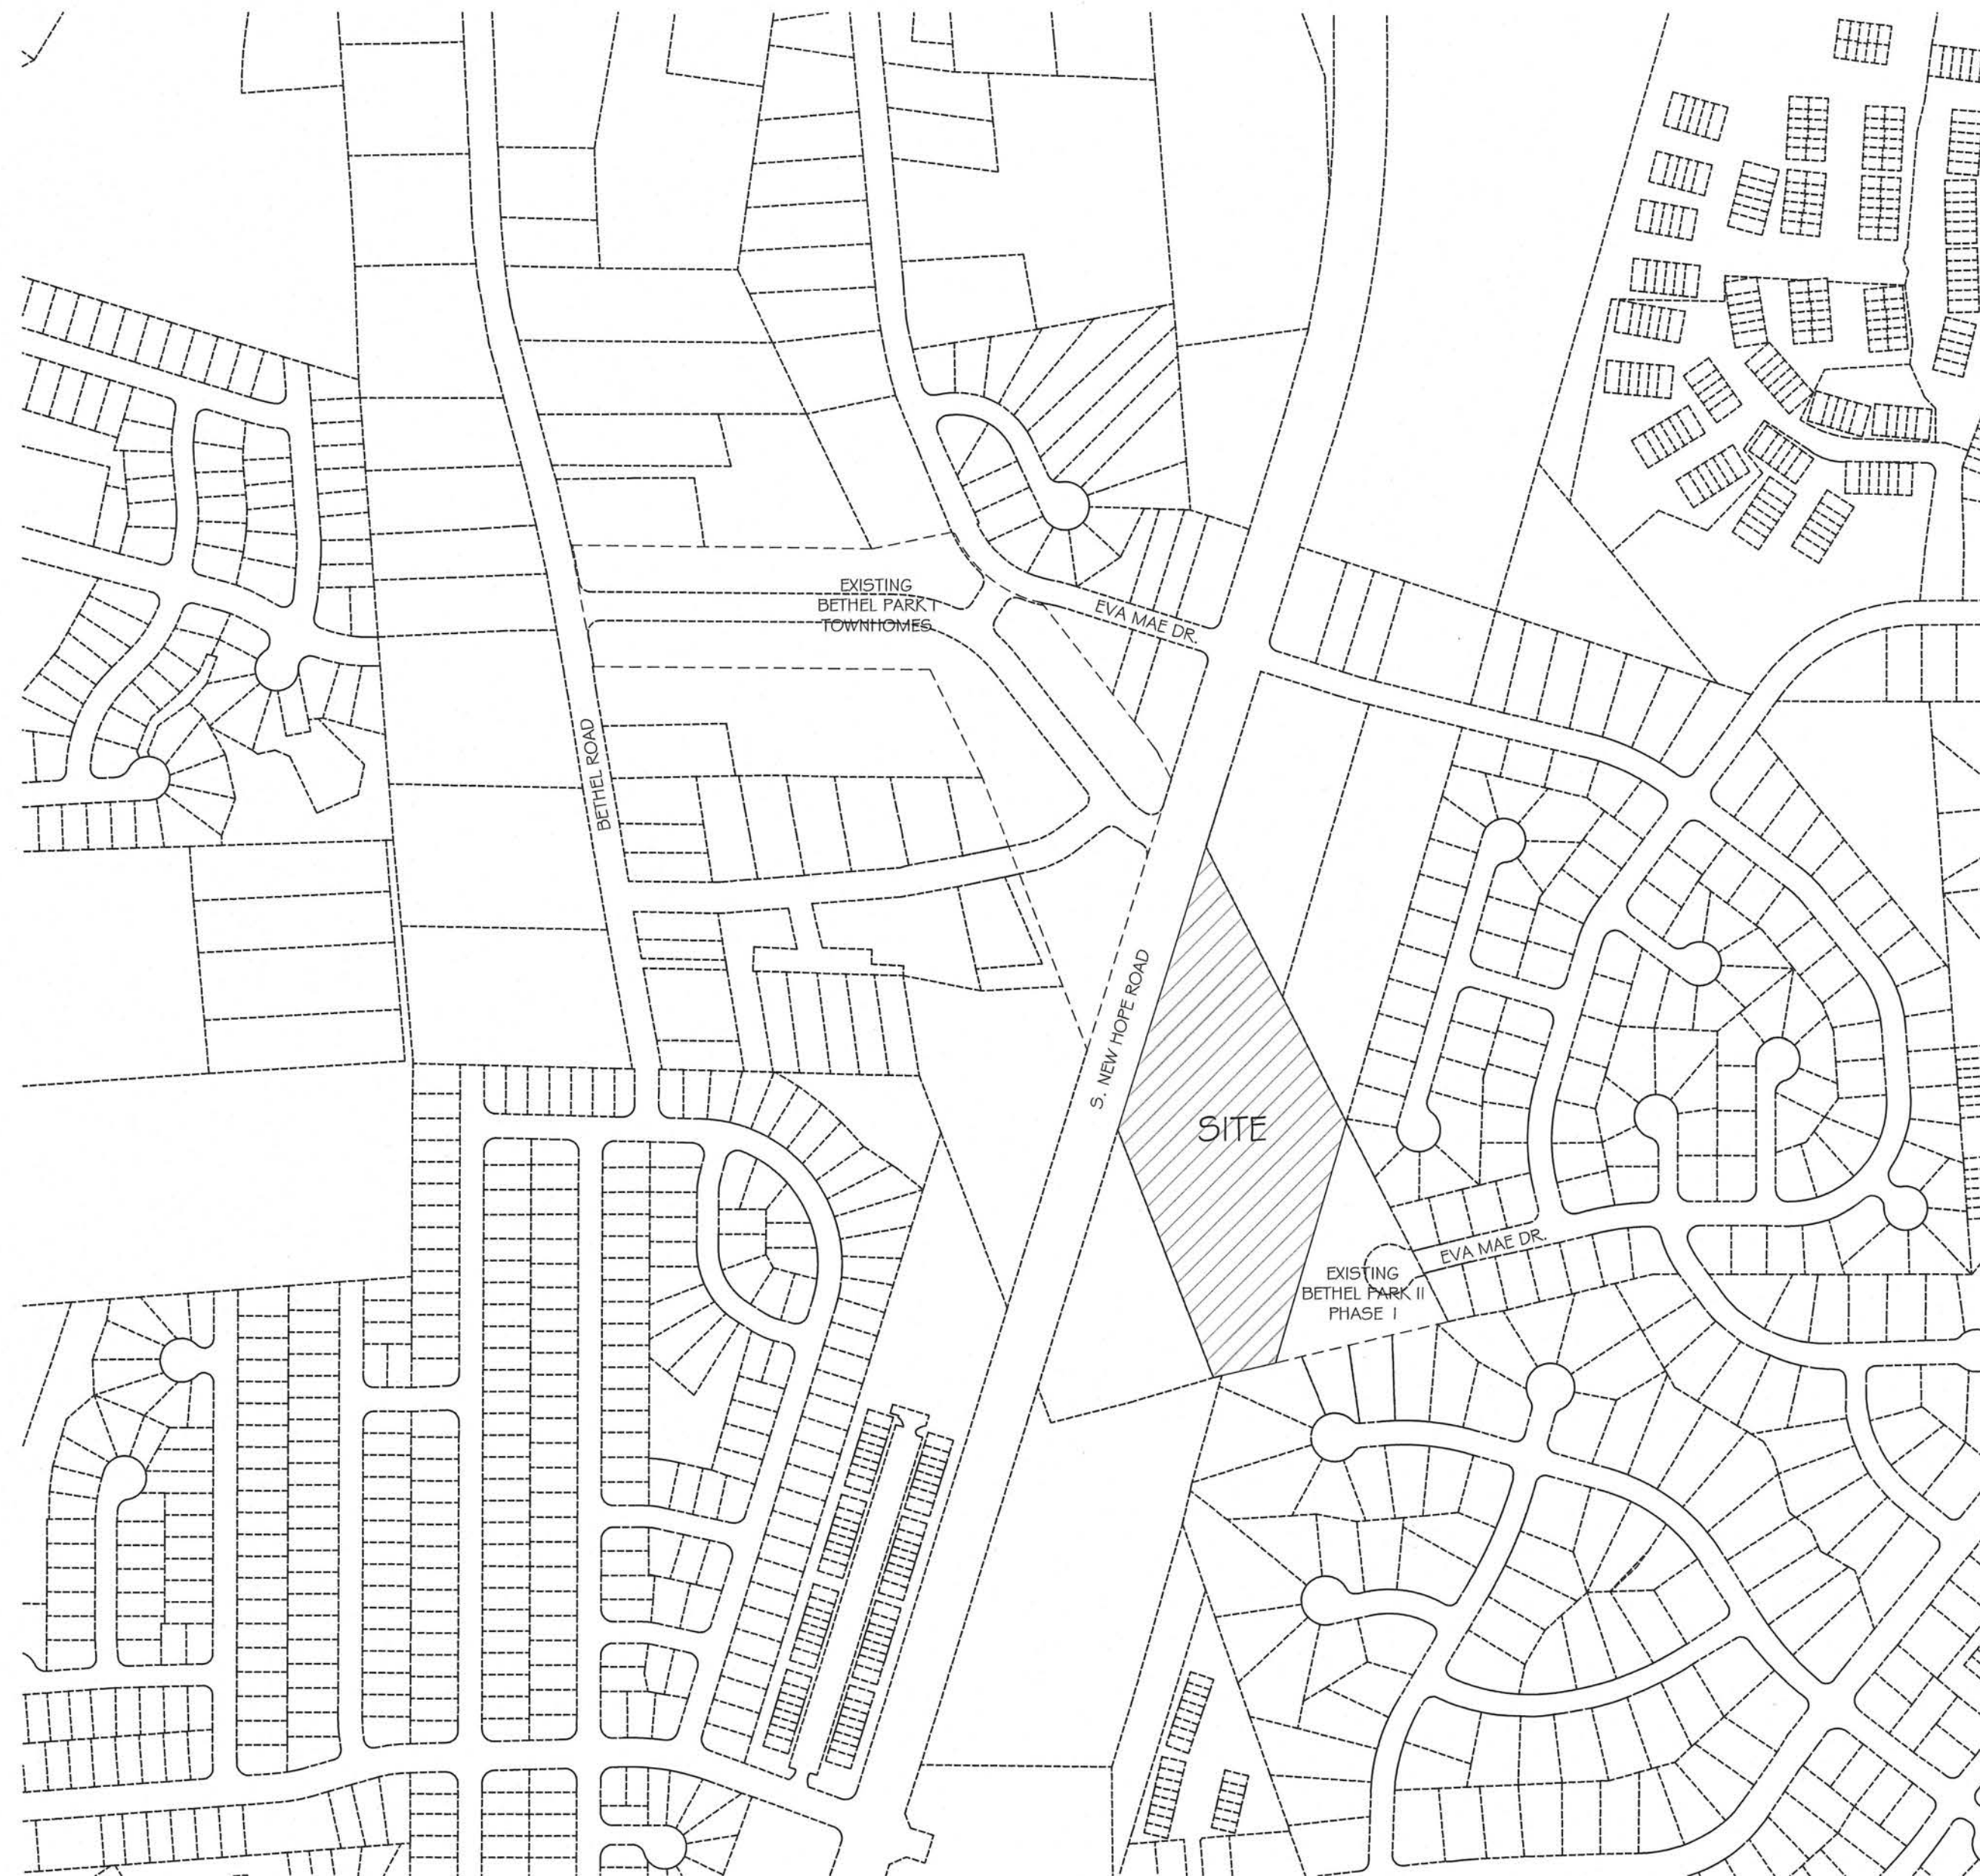 EXISTING
BETHEL PARK I
TOWNHOMES
EVA MAE DR.
BETHEL ROAD
S. NEW HOPE ROAD
SITE
EVA MAE DR.
EXISTING
BETHEL PARK II
PHASE I